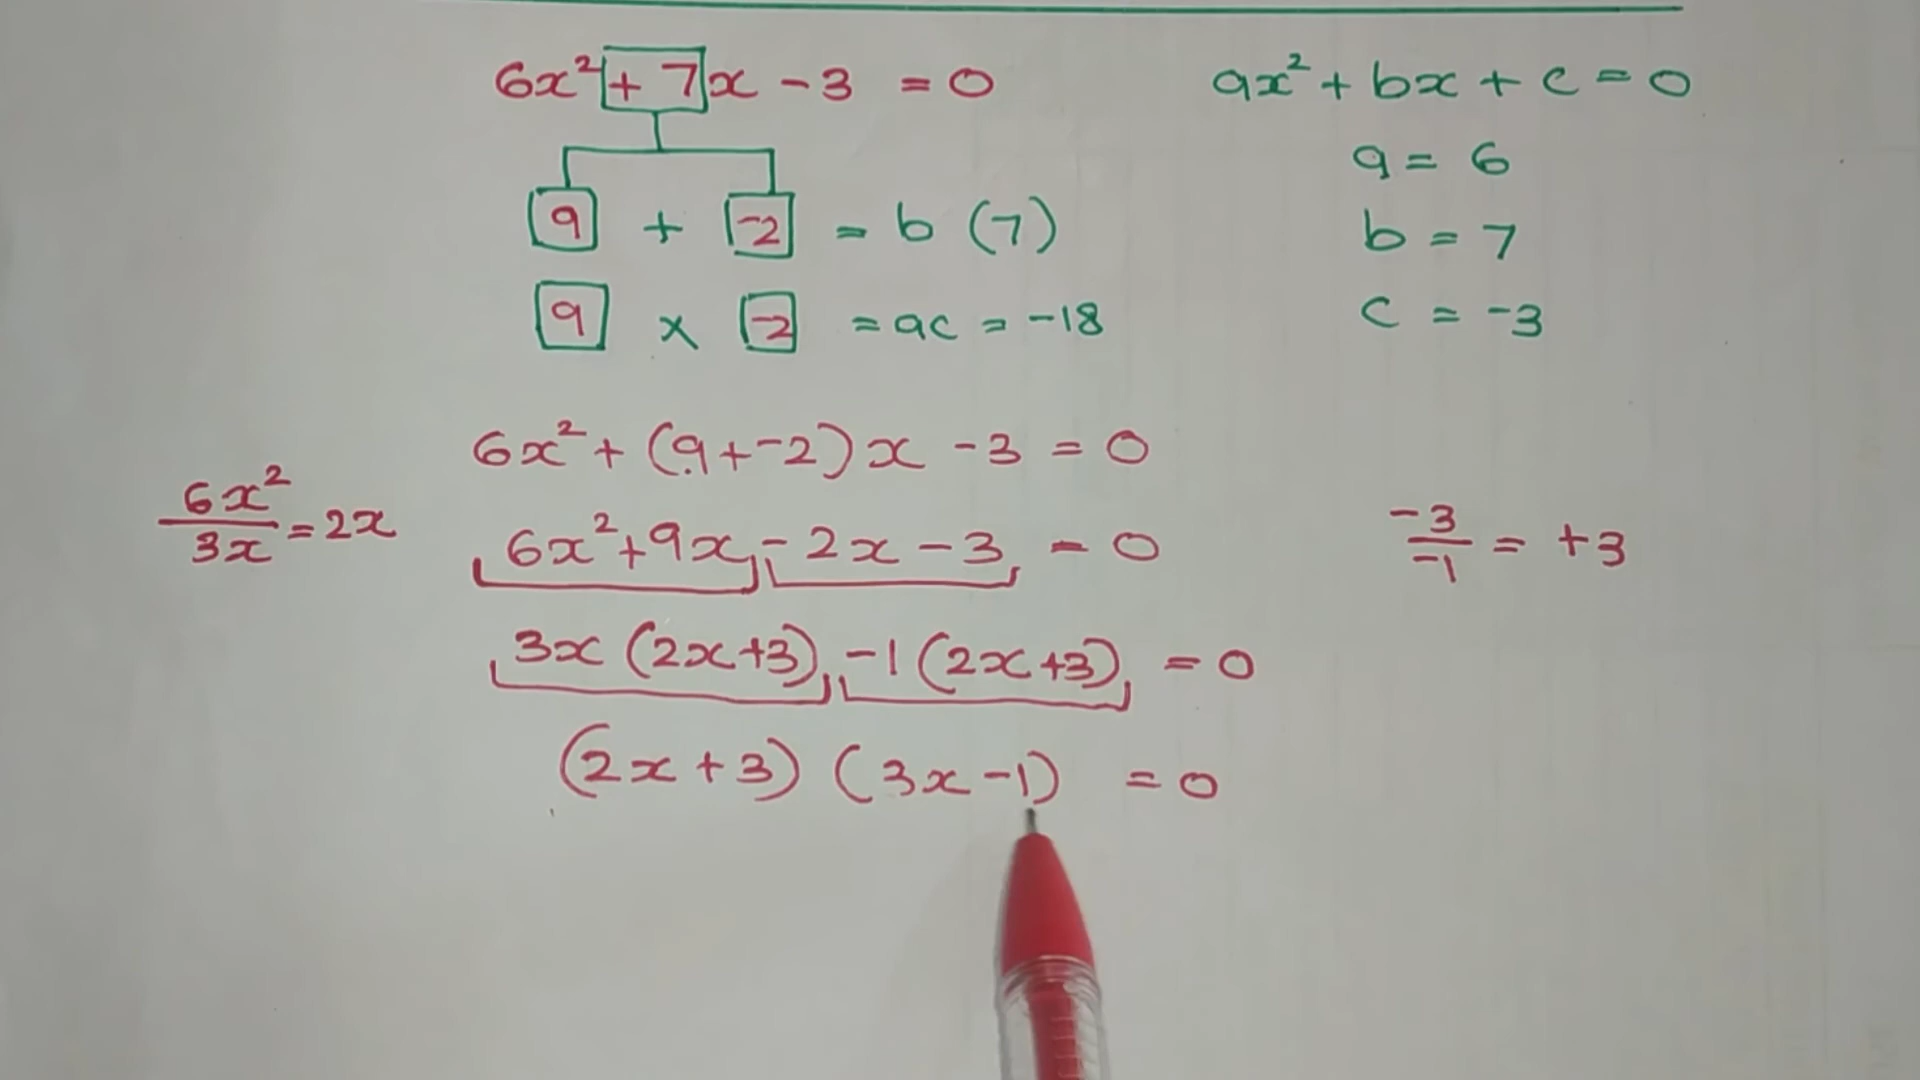 6x² + 7x - 3 = 0
ax² + bx + c = 0
a = 6
9 + -2 = b (7)
b = 7
9 x -2 = ac = -18
c = -3
6x² + (9 + -2)x - 3 = 0
6x²/3x = 2x
6x² + 9x - 2x - 3 = 0
-3/-1 = +3
3x (2x+3) -1 (2x+3) = 0
(2x + 3) (3x - 1) = 0